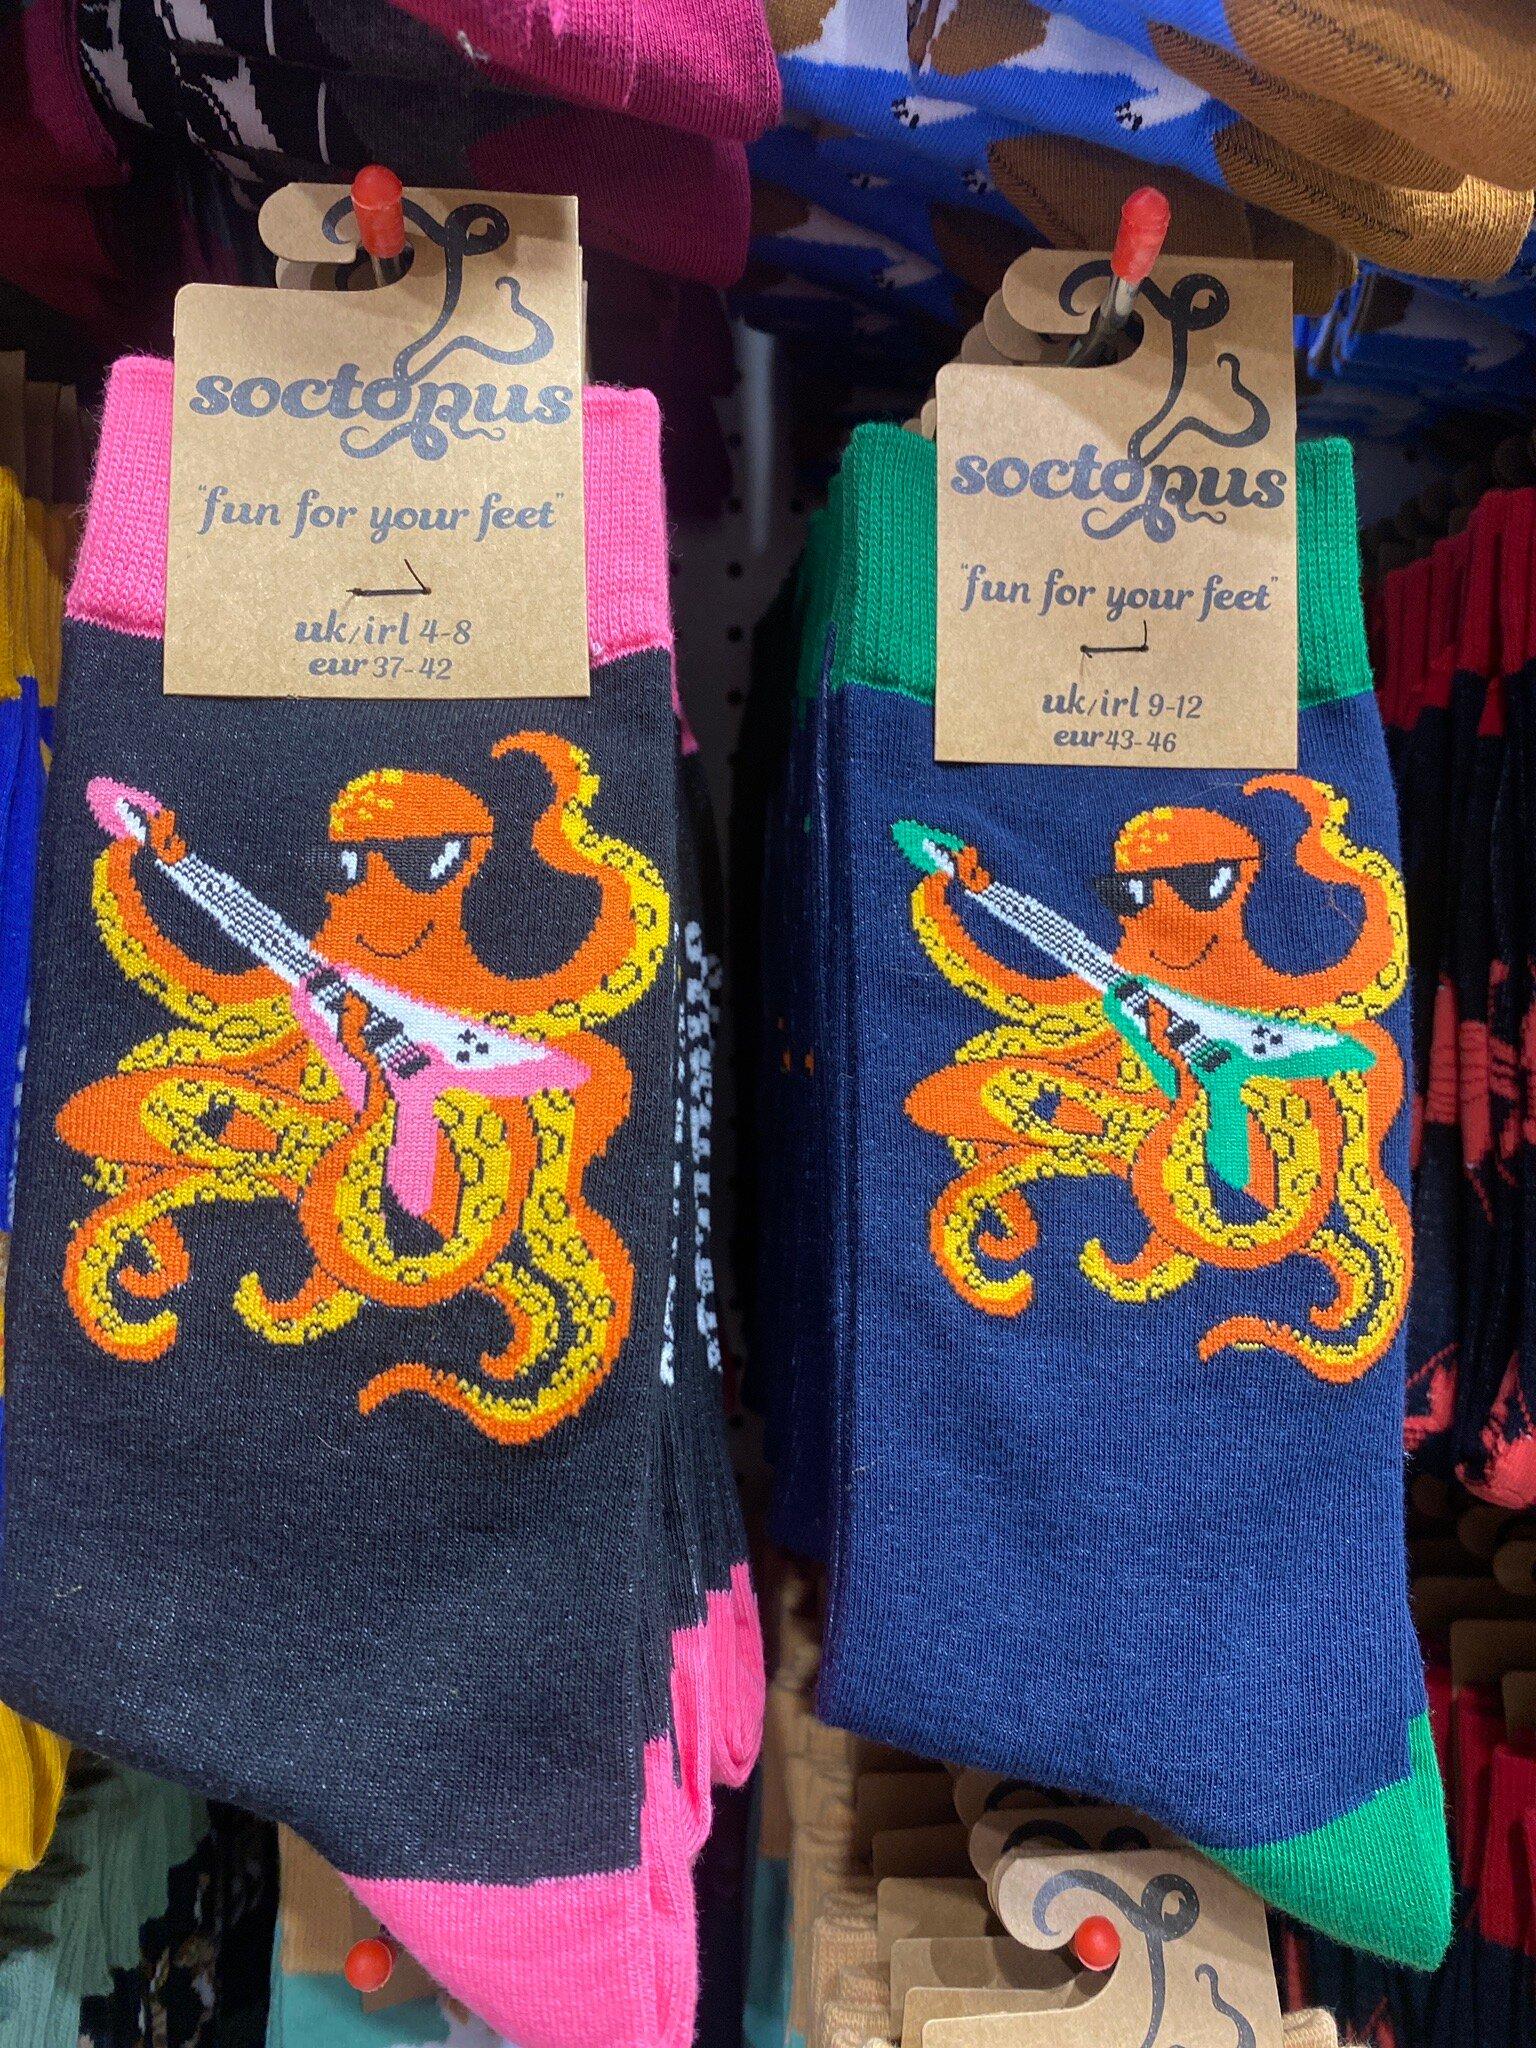 soctopus
"fun for your feet"
uk/irl 4-8
eur 37-42
soctopus
"fun for your feet"
uk/irl 9-12
eur 43-46